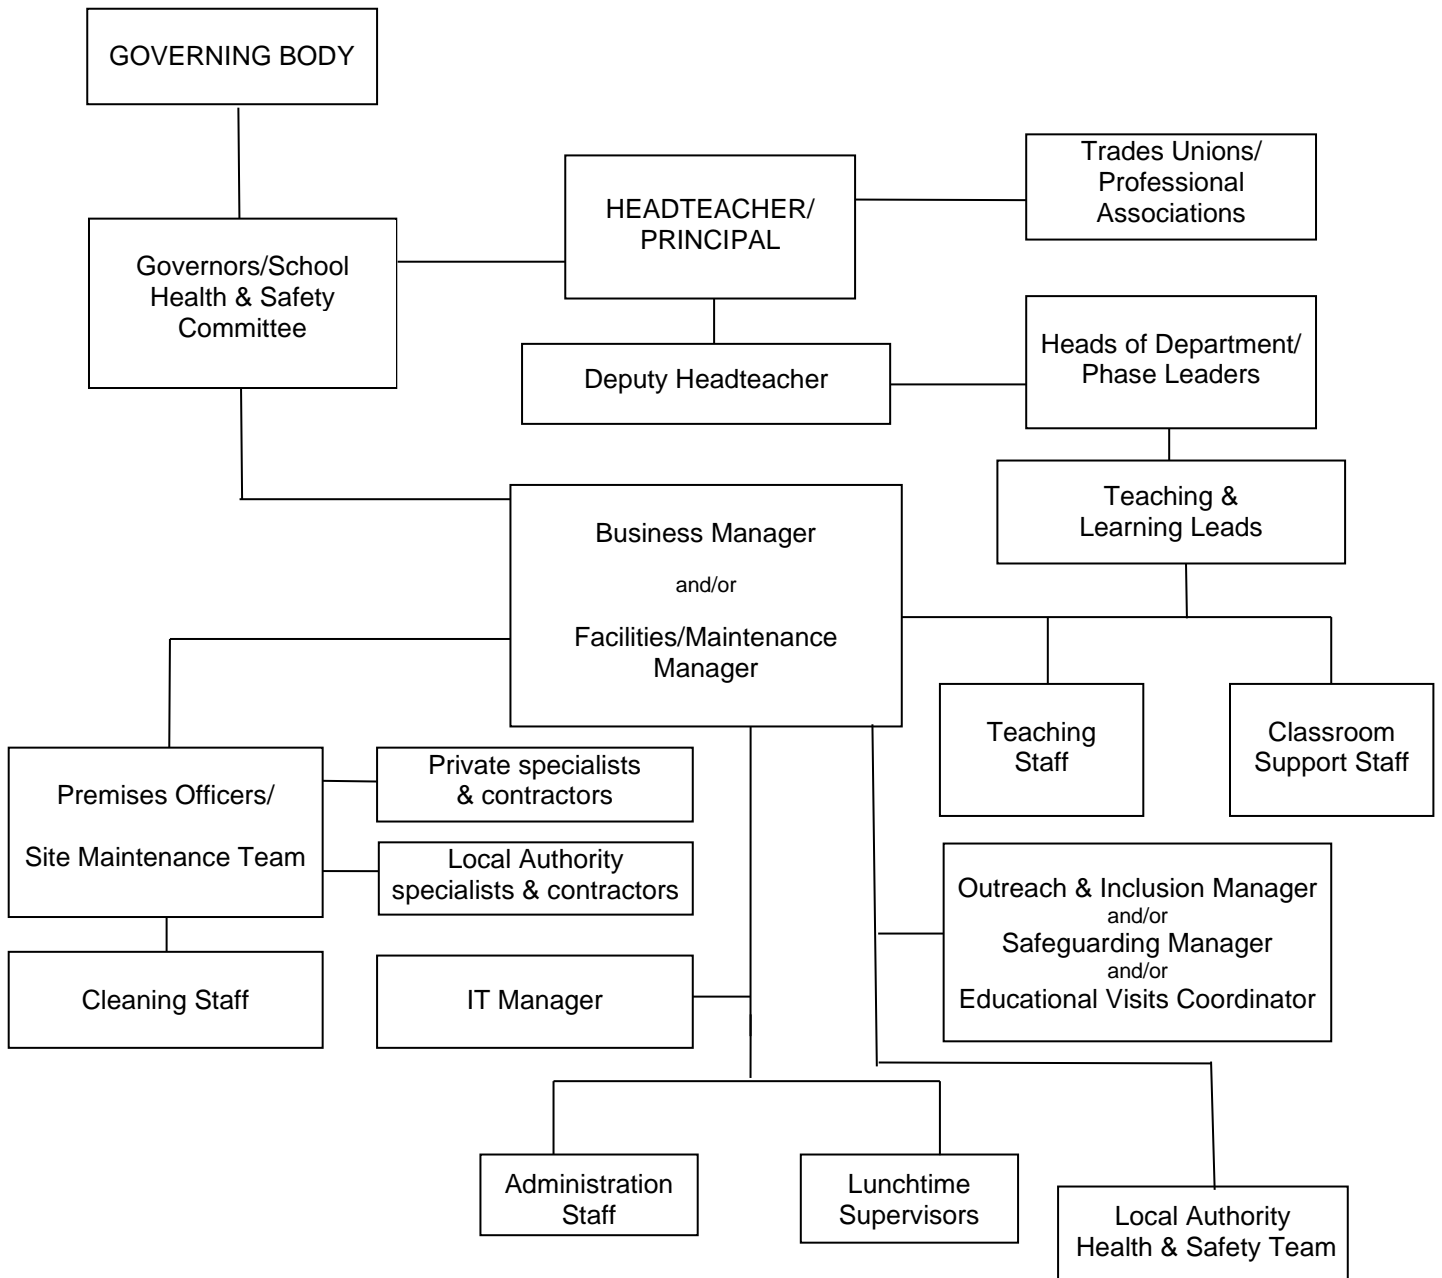 GOVERNING BODY
Trades Unions/
Professional
Associations
HEADTEACHER/
PRINCIPAL
Governors/School
Health & Safety
Committee
Heads of Department/
Phase Leaders
Deputy Headteacher
Teaching &
Learning Leads
Business Manager
and/or
Facilities/Maintenance
Manager
Teaching
Staff
Classroom
Support Staff
Premises Officers/
Site Maintenance Team
Private specialists
& contractors
Local Authority
specialists & contractors
Outreach & Inclusion Manager
and/or
Safeguarding Manager
and/or
Educational Visits Coordinator
Cleaning Staff
IT Manager
Administration
Staff
Lunchtime
Supervisors
Local Authority
Health & Safety Team